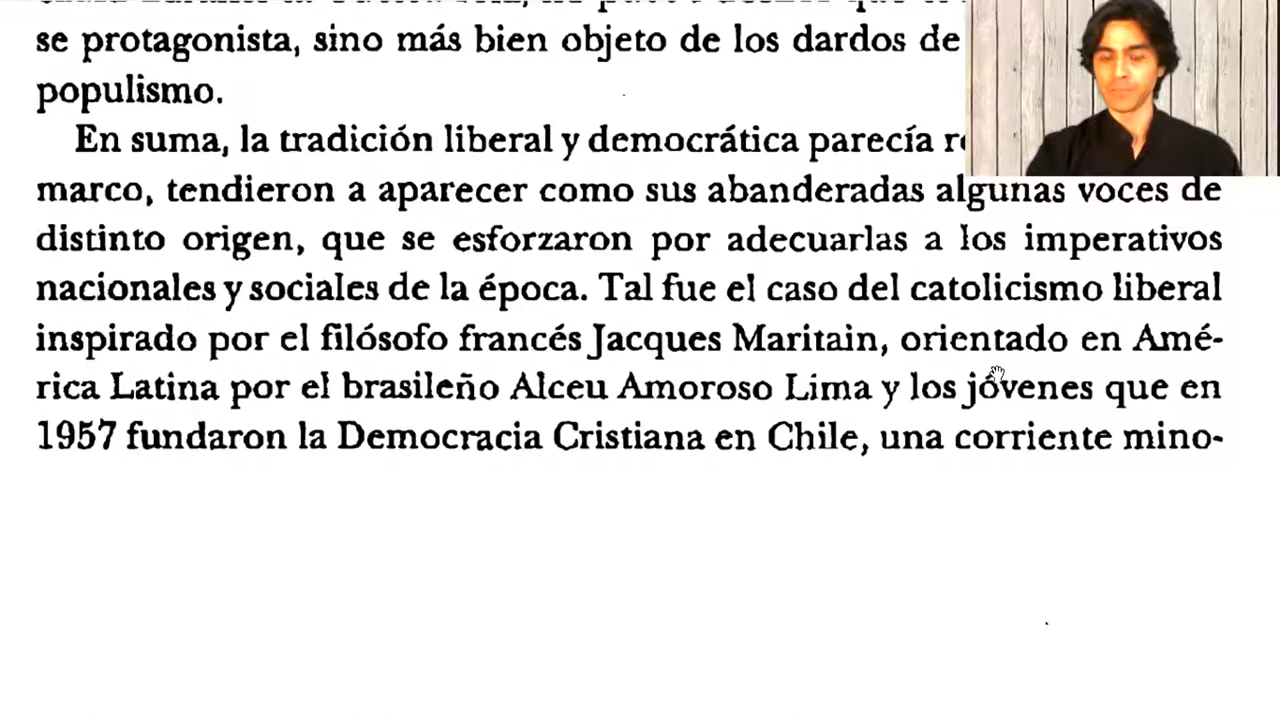 se protagonista, sino más bien objeto de los dardos de
populismo.
En suma, la tradición liberal y democrática parecía
marco, tendieron a aparecer como sus abanderadas algunas voces de
distinto origen, que se esforzaron por adecuarlas a los imperativos
nacionales y sociales de la época. Tal fue el caso del catolicismo liberal
inspirado por el filósofo francés Jacques Maritain, orientado en Amé-
rica Latina por el brasileño Alceu Amoroso Lima y los jóvenes que en
1957 fundaron la Democracia Cristiana en Chile, una corriente mino-